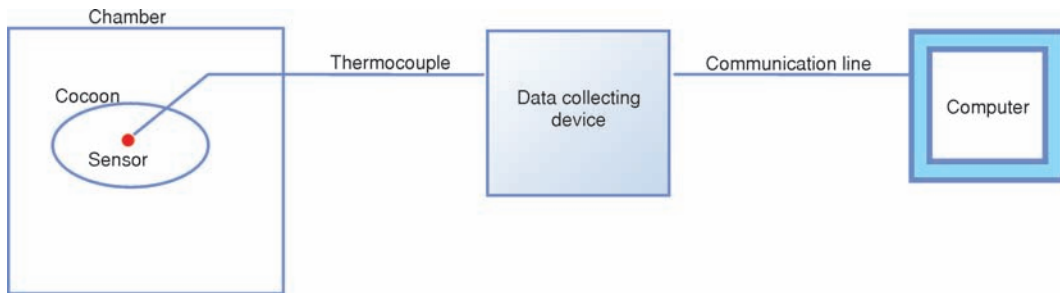 Chamber
Cocoon
Sensor
Thermocouple
Data collecting
device
Communication line
Computer